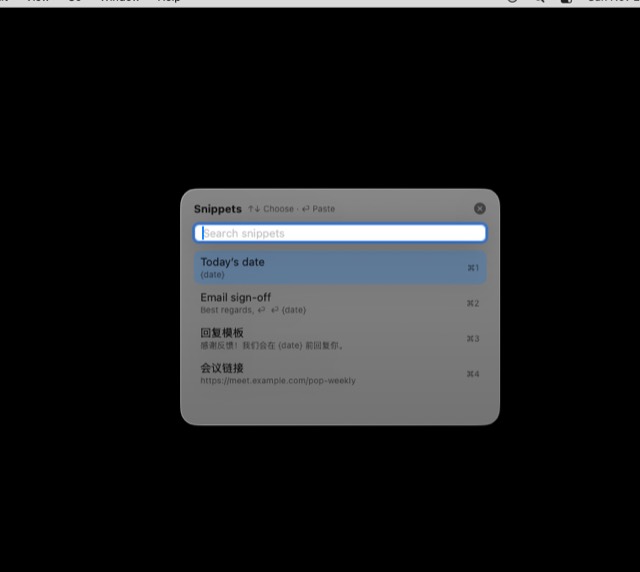 Window Help
Snippets ↑↓ Choose · ↩ Paste
Search snippets
Today's date
{date}
⌘1
Email sign-off
Best regards, ↩ ↩ {date}
⌘2
回复模板
感谢反馈！我们会在 {date} 前回复你。
⌘3
会议链接
https://meet.example.com/pop-weekly
⌘4